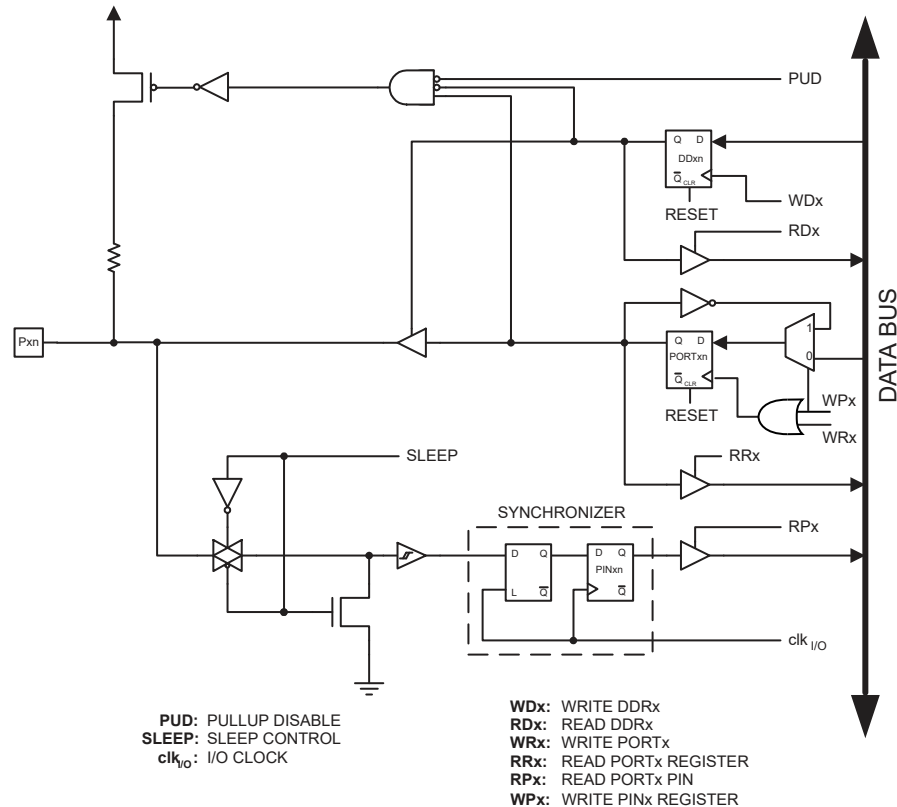 PUD
Q D
DDxn
Q CLR
WDx
RESET
RDx
Pxn
Q D
PORTxn
Q CLR
1
0
DATA BUS
RESET
WPx
WRx
SLEEP
RRx
SYNCHRONIZER
RPx
D Q
L Q
D Q
PINxn
Q
clk I/O
PUD: PULLUP DISABLE
SLEEP: SLEEP CONTROL
clkI/O: I/O CLOCK
WDx: WRITE DDRx
RDx: READ DDRx
WRx: WRITE PORTx
RRx: READ PORTx REGISTER
RPx: READ PORTx PIN
WPx: WRITE PINx REGISTER